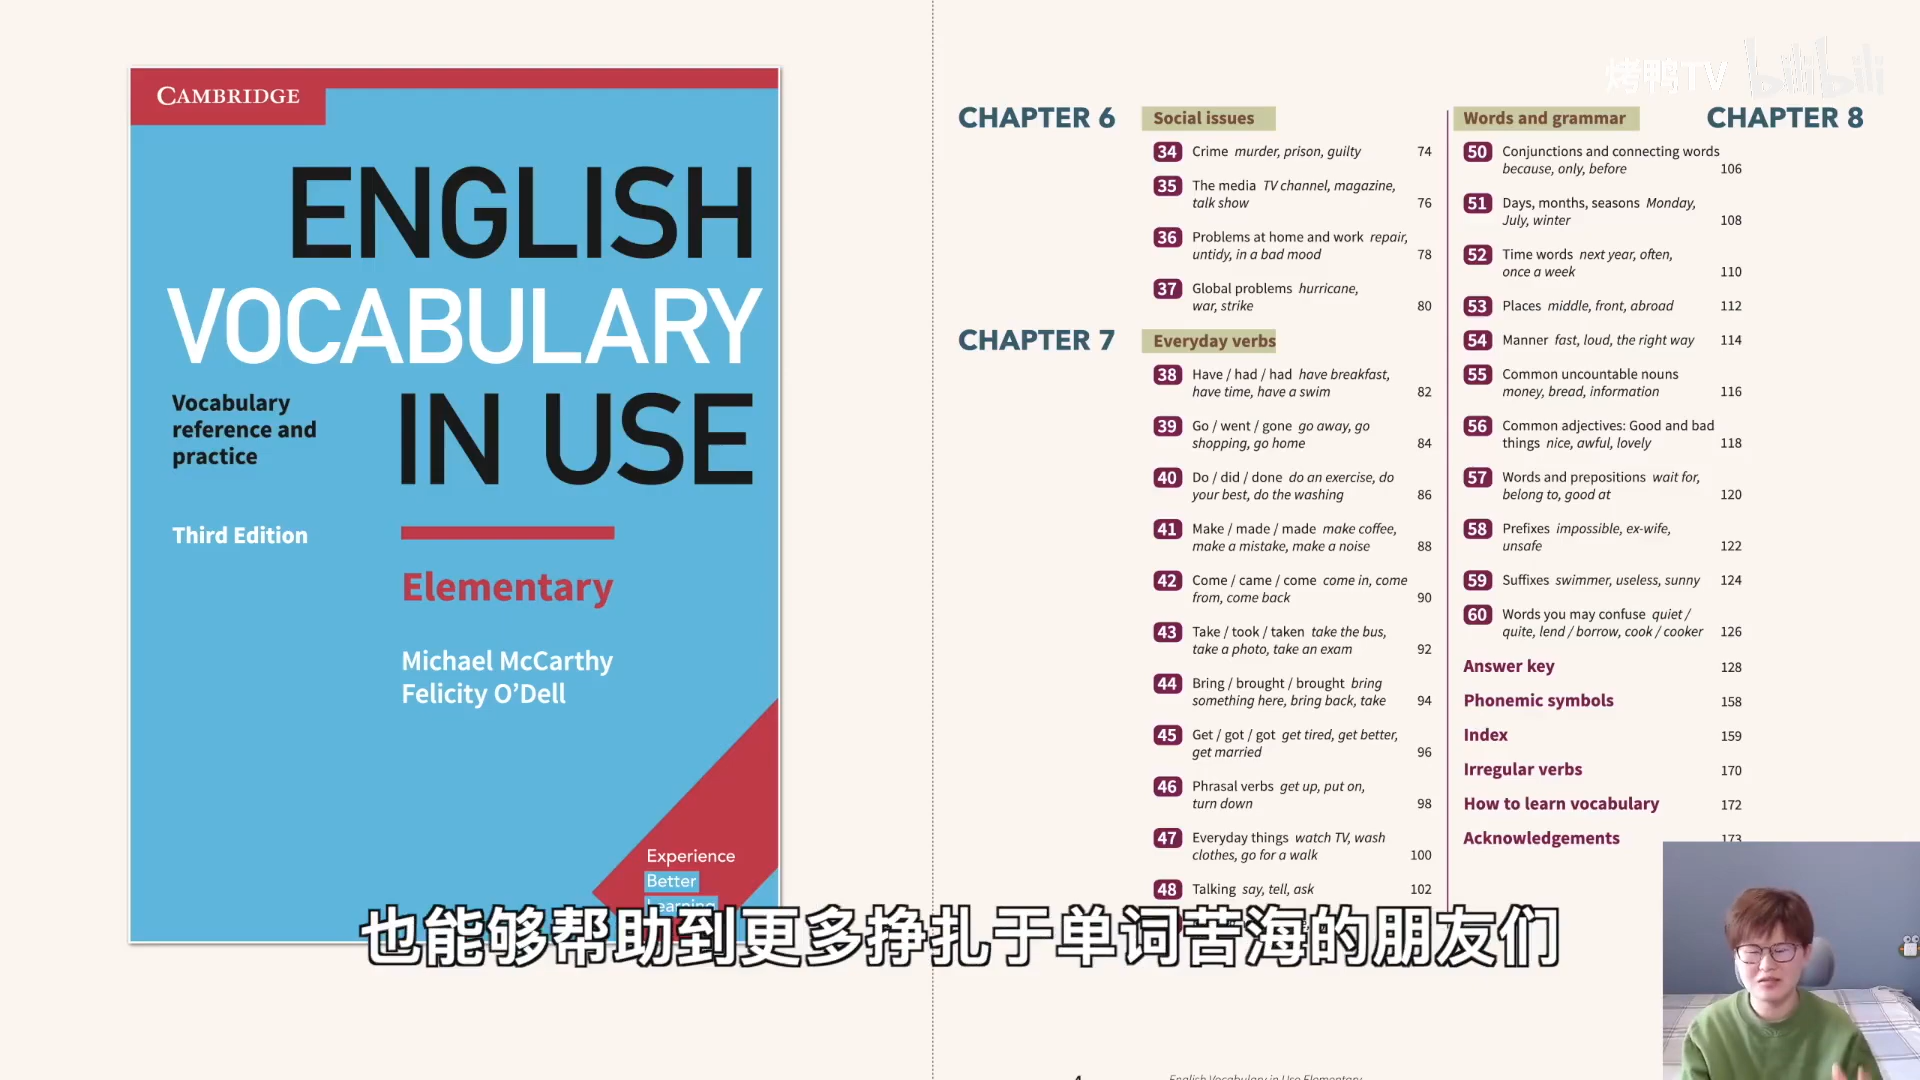 CAMBRIDGE
ENGLISH
VOCABULARY
IN USE
Vocabulary
reference and
practice
Third Edition
Elementary
Michael McCarthy
Felicity O’Dell
Experience
Better
Learning
烤鸭TV bilibili
CHAPTER 6
Social issues
34 Crime murder, prison, guilty 74
35 The media TV channel, magazine,
talk show 76
36 Problems at home and work repair,
untidy, in a bad mood 78
37 Global problems hurricane,
war, strike 80
CHAPTER 7
Everyday verbs
38 Have / had / had have breakfast,
have time, have a swim 82
39 Go / went / gone go away, go
shopping, go home 84
40 Do / did / done do an exercise, do
your best, do the washing 86
41 Make / made / made make coffee,
make a mistake, make a noise 88
42 Come / came / come come in, come
from, come back 90
43 Take / took / taken take the bus,
take a photo, take an exam 92
44 Bring / brought / brought bring
something here, bring back, take 94
45 Get / got / got get tired, get better,
get married 96
46 Phrasal verbs get up, put on,
turn down 98
47 Everyday things watch TV, wash
clothes, go for a walk 100
48 Talking say, tell, ask 102
Words and grammar
CHAPTER 8
50 Conjunctions and connecting words
because, only, before 106
51 Days, months, seasons Monday,
July, winter 108
52 Time words next year, often,
once a week 110
53 Places middle, front, abroad 112
54 Manner fast, loud, the right way 114
55 Common uncountable nouns
money, bread, information 116
56 Common adjectives: Good and bad
things nice, awful, lovely 118
57 Words and prepositions wait for,
belong to, good at 120
58 Prefixes impossible, ex-wife,
unsafe 122
59 Suffixes swimmer, useless, sunny 124
60 Words you may confuse quiet /
quite, lend / borrow, cook / cooker 126
Answer key 128
Phonemic symbols 158
Index 159
Irregular verbs 170
How to learn vocabulary 172
Acknowledgements 173
也能够帮助到更多挣扎于单词苦海的朋友们
English Vocabulary in Use Elementary